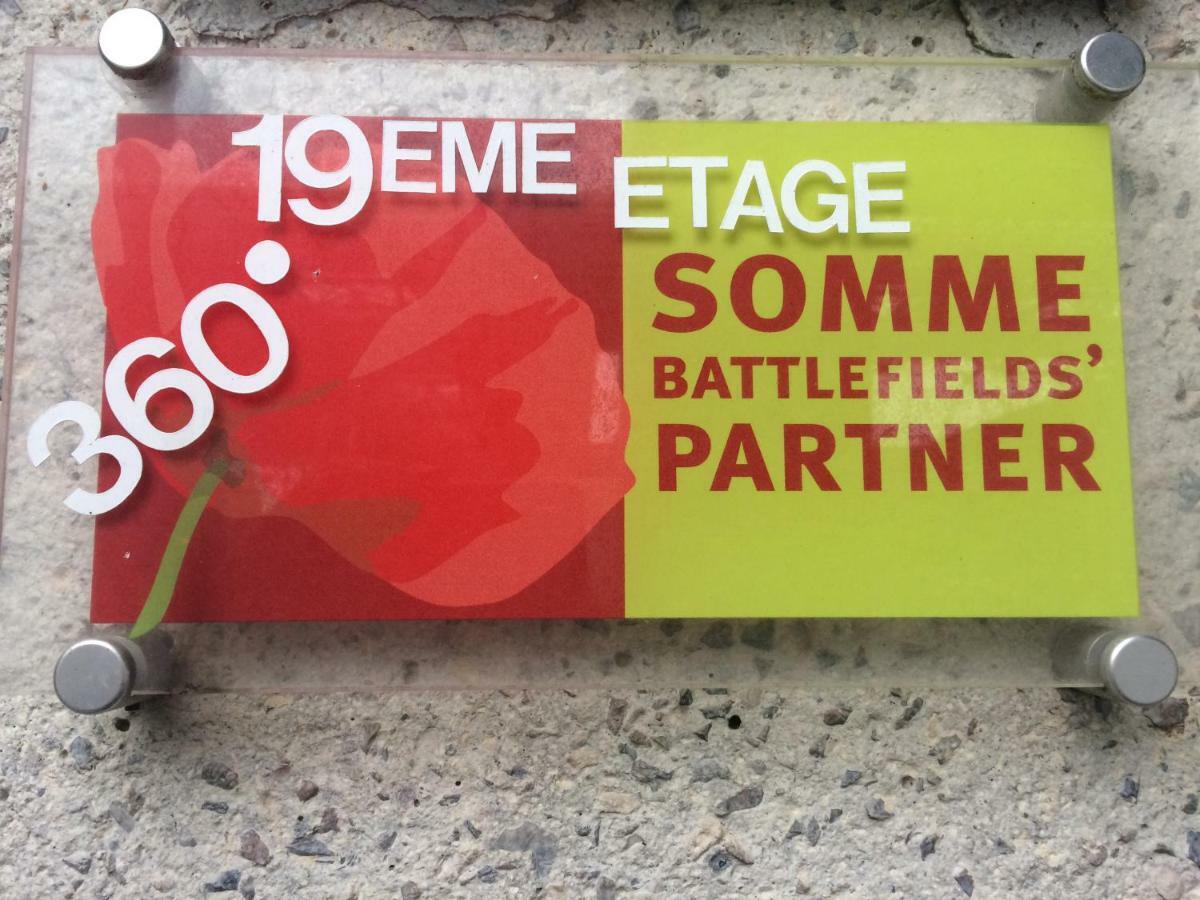 19EME ETAGE
360°
SOMME
BATTLEFIELDS’
PARTNER